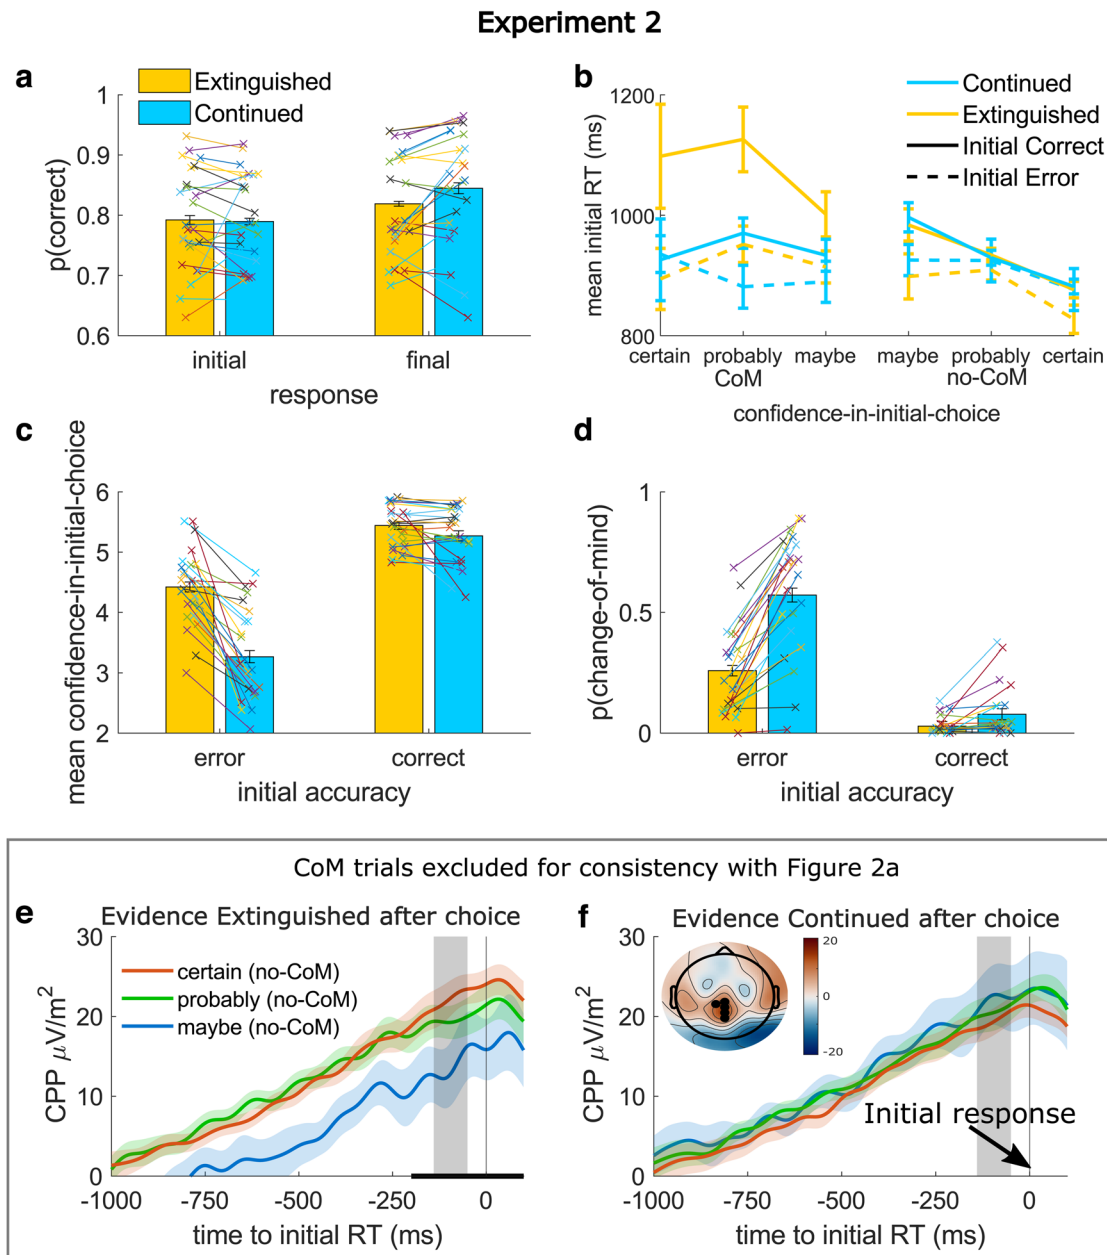 Experiment 2
a
Extinguished
Continued
p(correct)
1
0.9
0.8
0.7
0.6
initial
final
response
b
Continued
Extinguished
Initial Correct
Initial Error
mean initial RT (ms)
1200
1000
800
certain
probably
maybe
maybe
probably
certain
CoM
no-CoM
confidence-in-initial-choice
c
mean confidence-in-initial-choice
6
5
4
3
2
error
correct
initial accuracy
d
p(change-of-mind)
1
0.5
0
error
correct
initial accuracy
CoM trials excluded for consistency with Figure 2a
e
Evidence Extinguished after choice
certain (no-CoM)
probably (no-CoM)
maybe (no-CoM)
CPP μV/m²
30
20
10
0
-1000
-750
-500
-250
0
time to initial RT (ms)
f
Evidence Continued after choice
20
0
-20
CPP μV/m²
30
20
10
0
Initial response
-1000
-750
-500
-250
0
time to initial RT (ms)